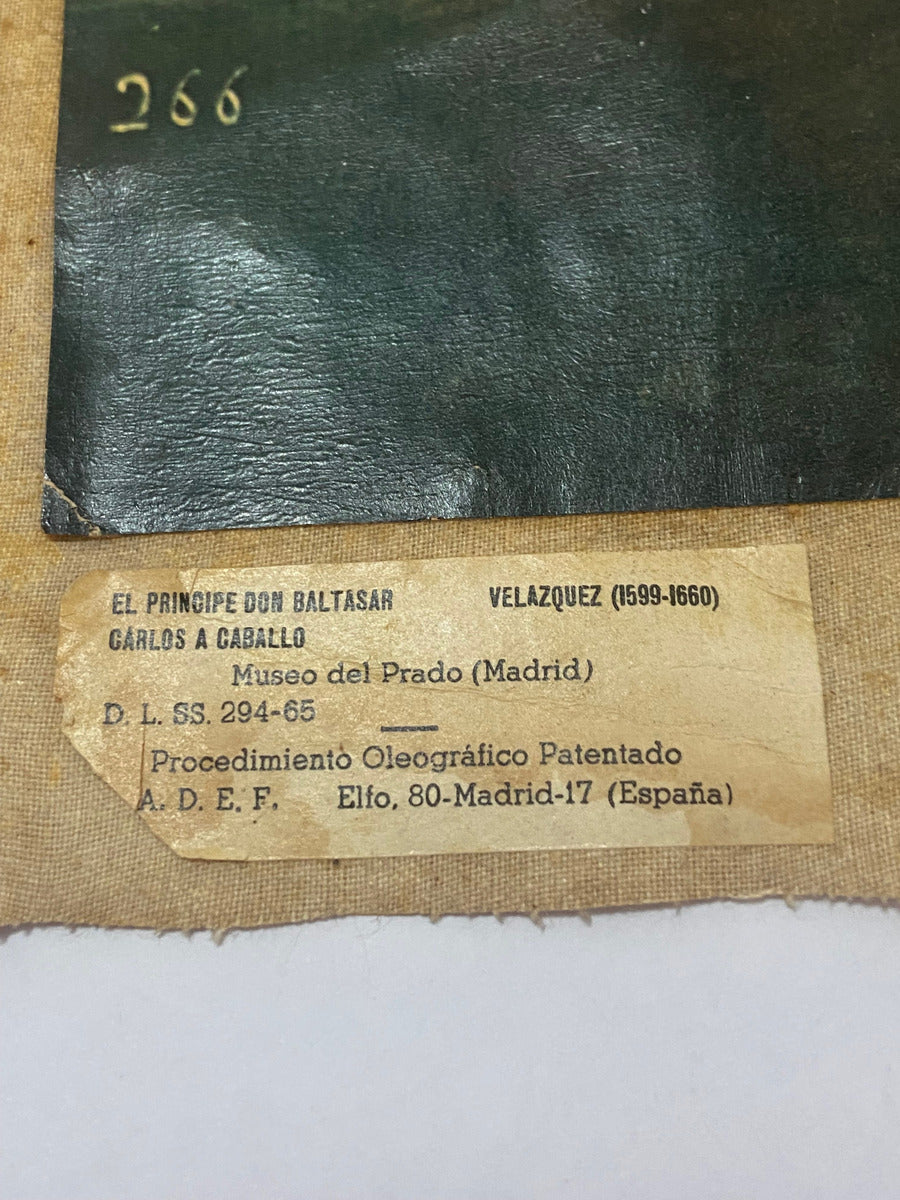 266
EL PRINCIPE DON BALTASAR VELAZQUEZ (1599-1660)
CARLOS A CABALLO
Museo del Prado (Madrid)
D. L. SS. 294-65
Procedimiento Oleográfico Patentado
A. D. E. F. Elfo, 80-Madrid-17 (España)